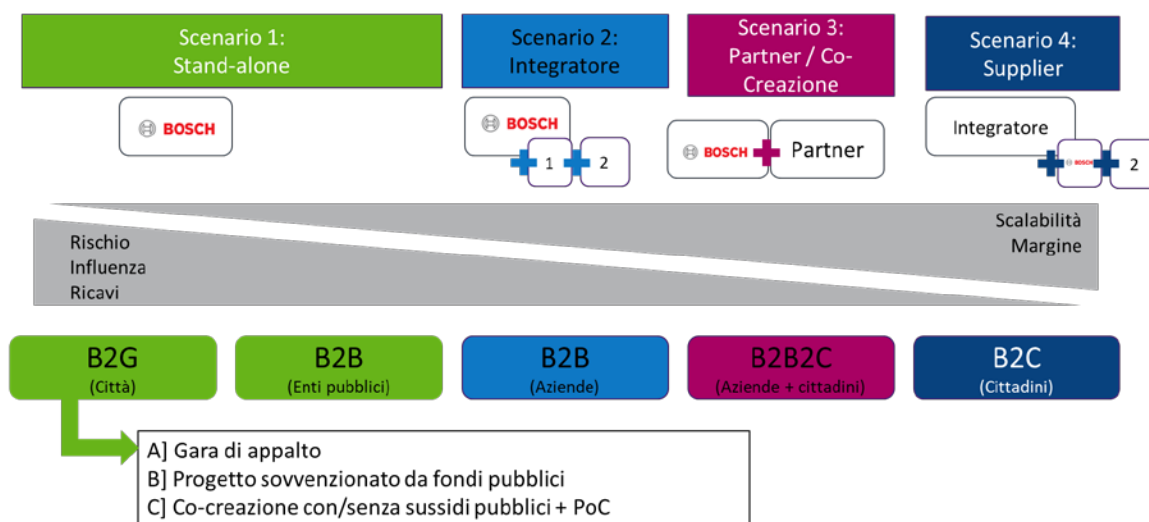 Scenario 1:
Stand-alone
Scenario 2:
Integratore
Scenario 3:
Partner / Co-
Creazione
Scenario 4:
Supplier
BOSCH
BOSCH
1
2
BOSCH
Partner
Integratore
BOSCH
2
Rischio
Influenza
Ricavi
Scalabilità
Margine
B2G
(Città)
B2B
(Enti pubblici)
B2B
(Aziende)
B2B2C
(Aziende + cittadini)
B2C
(Cittadini)
A] Gara di appalto
B] Progetto sovvenzionato da fondi pubblici
C] Co-creazione con/senza sussidi pubblici + PoC